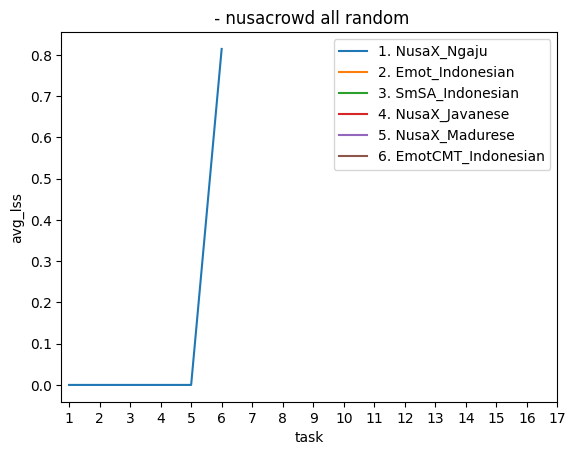 - nusacrowd all random
1. NusaX_Ngaju
2. Emot_Indonesian
3. SmSA_Indonesian
4. NusaX_Javanese
5. NusaX_Madurese
6. EmotCMT_Indonesian
avg_lss
0.8
0.7
0.6
0.5
0.4
0.3
0.2
0.1
0.0
1 2 3 4 5 6 7 8 9 10 11 12 13 14 15 16 17
task